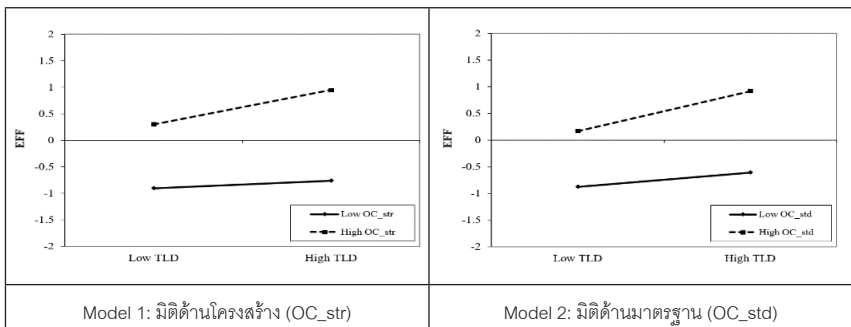 2
1.5
1
0.5
0
-0.5
-1
-1.5
-2
EFF
Low TLD High TLD
Low OC_str
High OC_str
Model 1: มิติด้านโครงสร้าง (OC_str)
2
1.5
1
0.5
0
-0.5
-1
-1.5
-2
EFF
Low TLD High TLD
Low OC_std
High OC_std
Model 2: มิติด้านมาตรฐาน (OC_std)